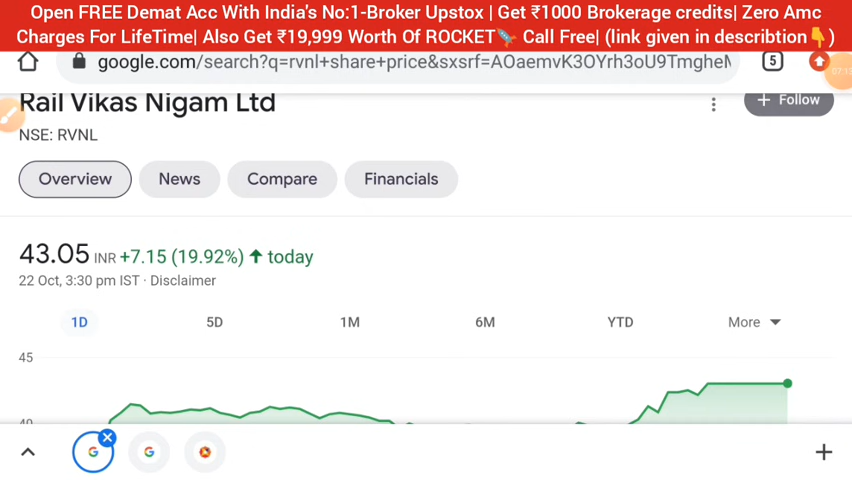 Open FREE Demat Acc With India's No:1-Broker Upstox | Get ₹1000 Brokerage credits| Zero Amc
Charges For LifeTime| Also Get ₹19,999 Worth Of ROCKET🚀 Call Free| (link given in describtion👇)
google.com/search?q=rvnl+share+price&sxsrf=AOaemvK3OYrh3oU9TmgheM
5
Rail Vikas Nigam Ltd
+ Follow
NSE: RVNL
Overview
News
Compare
Financials
43.05 INR +7.15 (19.92%) ↑ today
22 Oct, 3:30 pm IST · Disclaimer
1D
5D
1M
6M
YTD
More
45
40